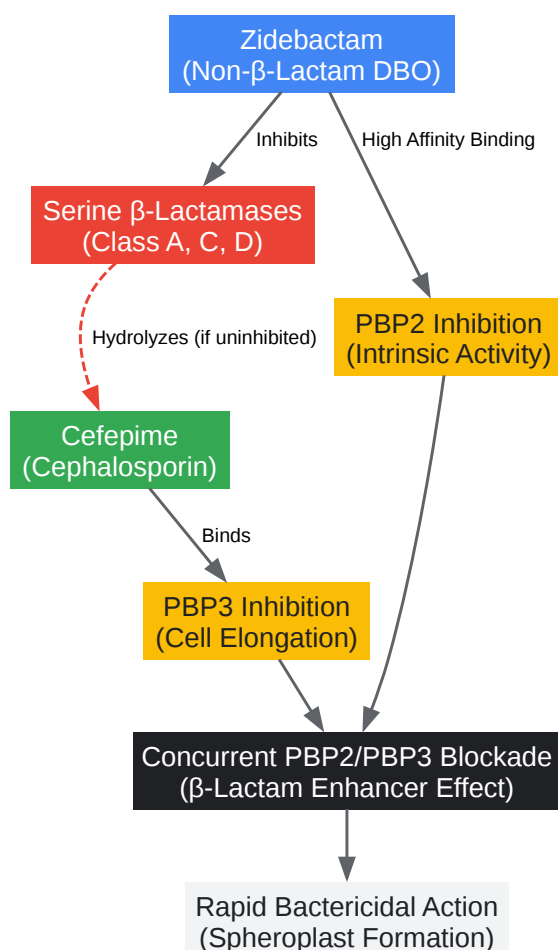 Zidebactam
(Non-β-Lactam DBO)
Inhibits
High Affinity Binding
Serine β-Lactamases
(Class A, C, D)
Hydrolyzes (if uninhibited)
PBP2 Inhibition
(Intrinsic Activity)
Cefepime
(Cephalosporin)
Binds
PBP3 Inhibition
(Cell Elongation)
Concurrent PBP2/PBP3 Blockade
(β-Lactam Enhancer Effect)
Rapid Bactericidal Action
(Spheroplast Formation)